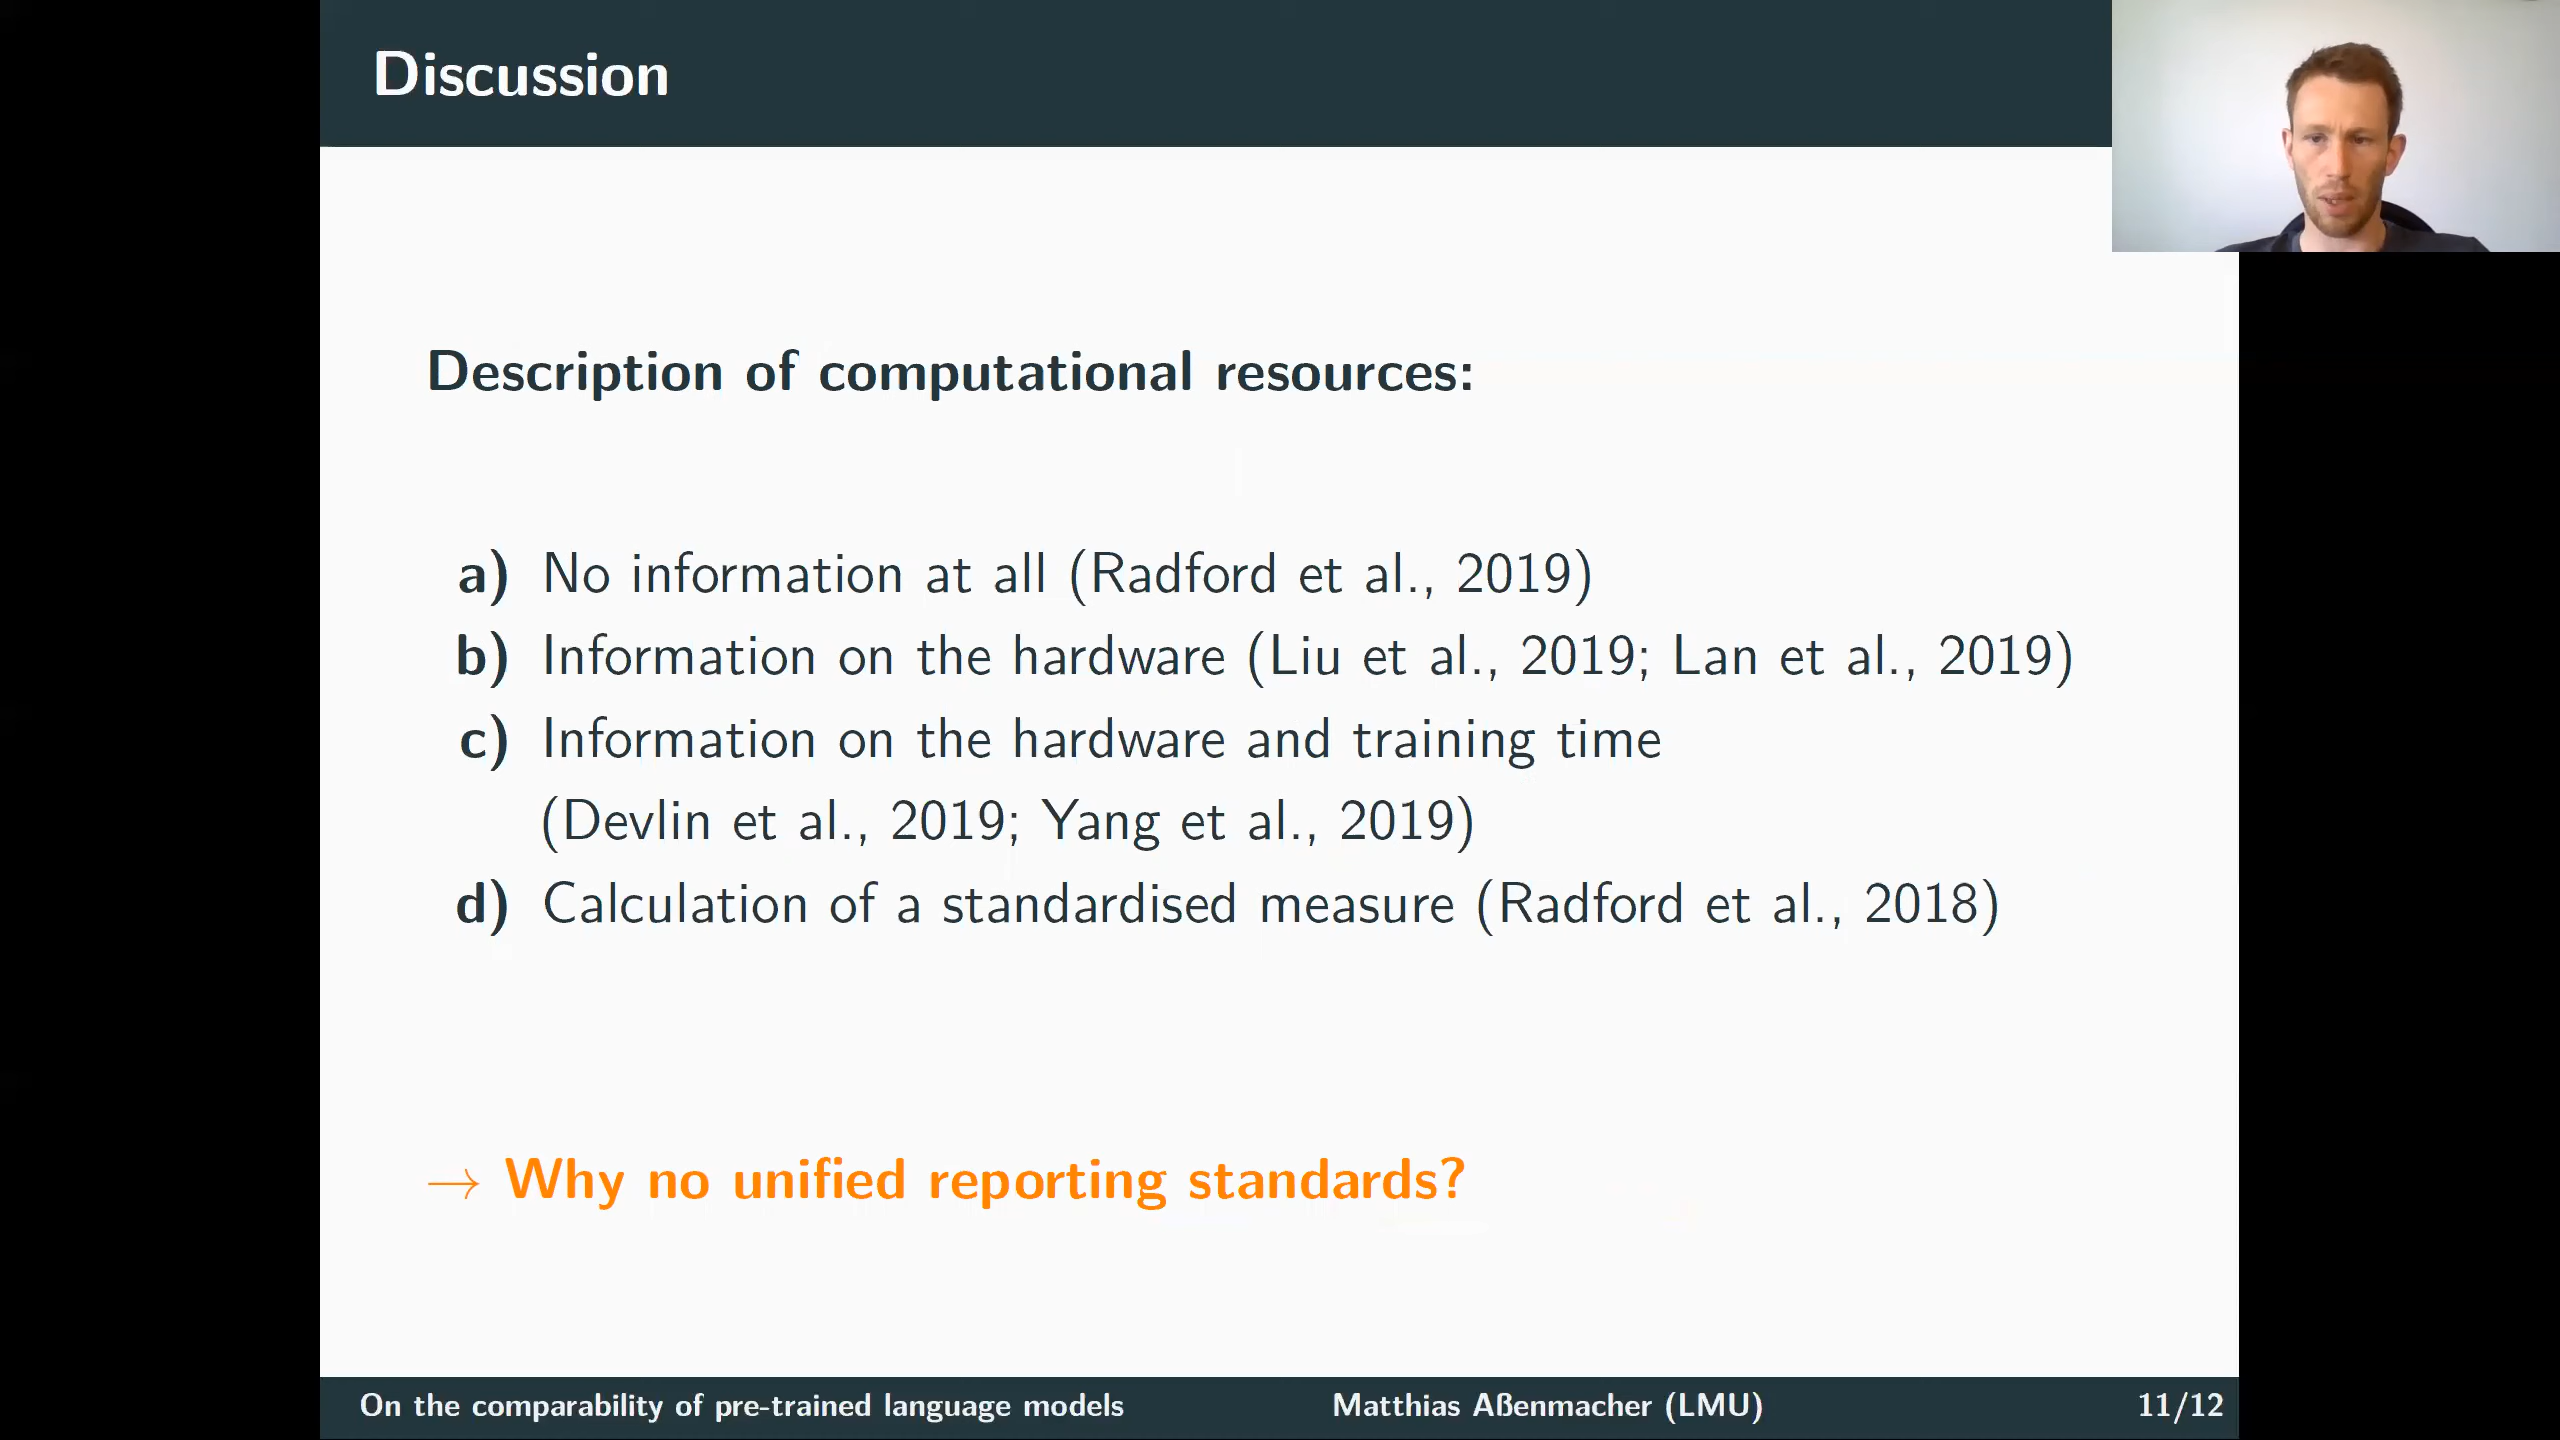 Discussion
Description of computational resources:
a) No information at all (Radford et al., 2019)
b) Information on the hardware (Liu et al., 2019; Lan et al., 2019)
c) Information on the hardware and training time
(Devlin et al., 2019; Yang et al., 2019)
d) Calculation of a standardised measure (Radford et al., 2018)
→ Why no unified reporting standards?
On the comparability of pre-trained language models Matthias Aßenmacher (LMU) 11/12